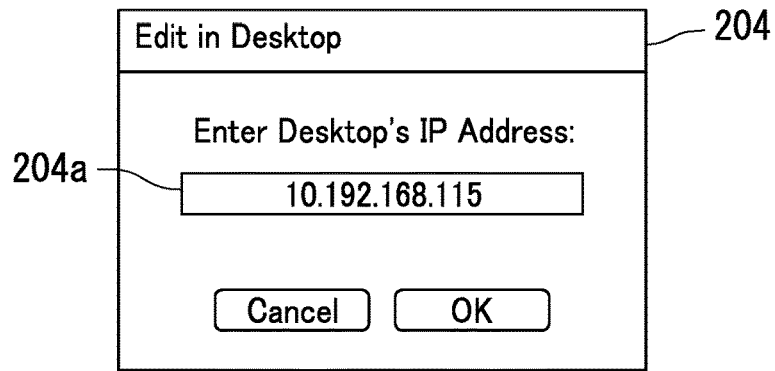 Edit in Desktop
204
Enter Desktop's IP Address:
204a
10.192.168.115
Cancel
OK